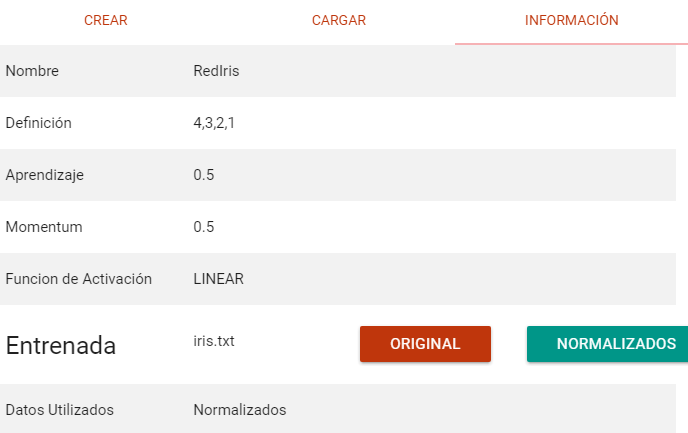 CREAR CARGAR INFORMACIÓN
Nombre RedIris
Definición 4,3,2,1
Aprendizaje 0.5
Momentum 0.5
Funcion de Activación LINEAR
Entrenada iris.txt ORIGINAL NORMALIZADOS
Datos Utilizados Normalizados